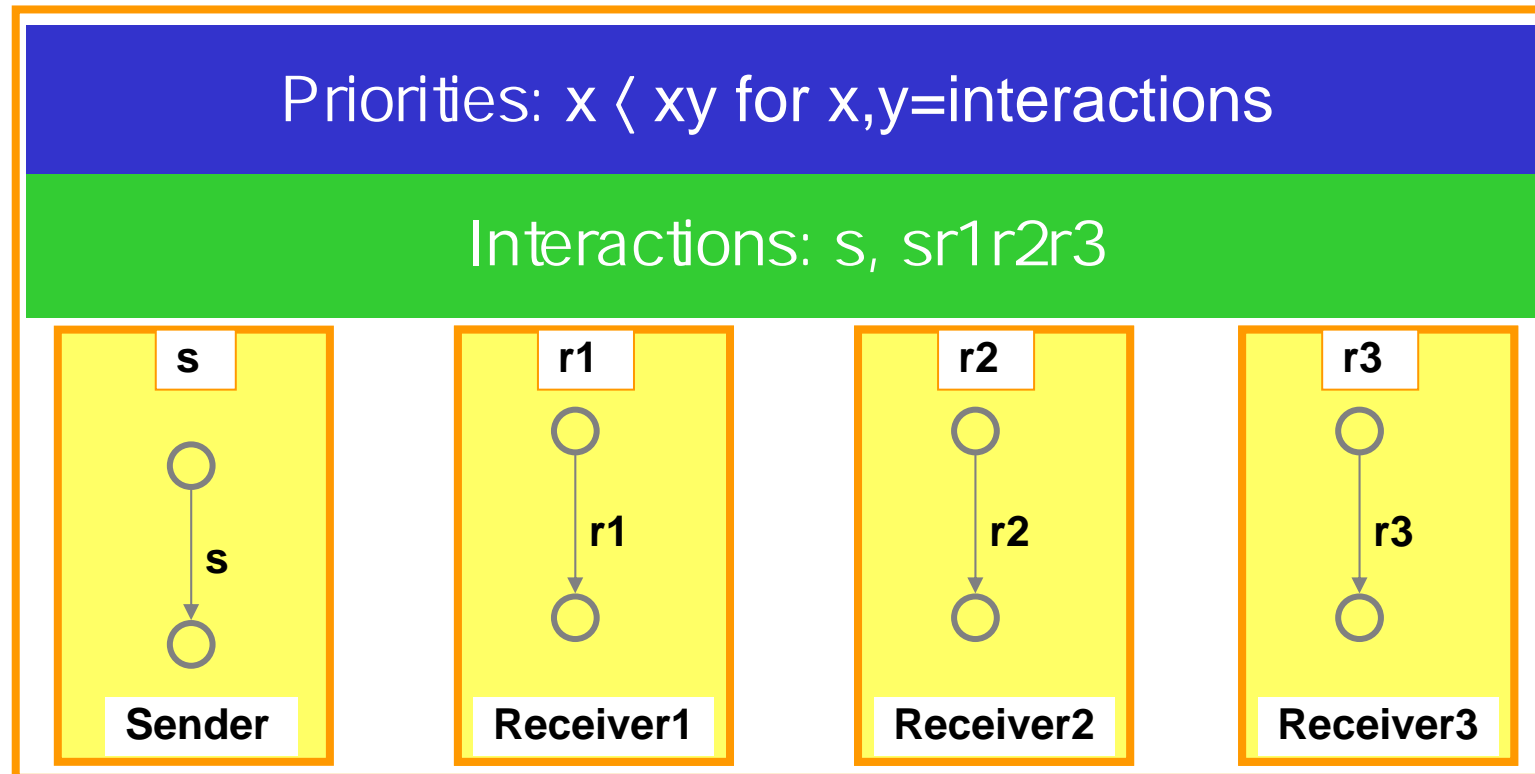 Priorities: x ⟨ xy for x,y=interactions
Interactions: s, sr1r2r3
s r1 r2 r3
s r1 r2 r3
Sender Receiver1 Receiver2 Receiver3